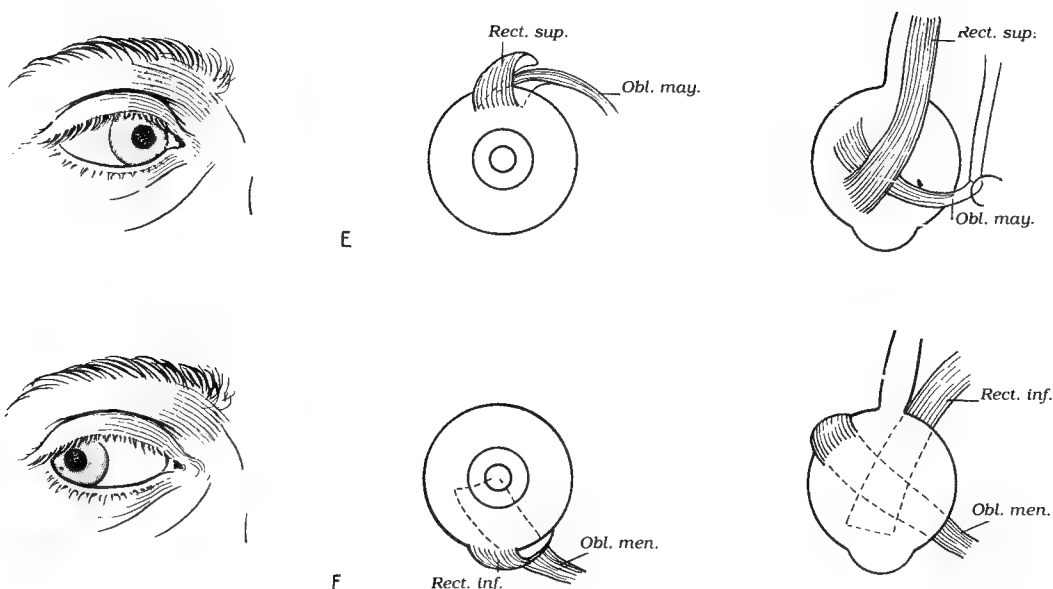 Rect. sup.
Obl. may.
Rect. sup.
Obl. may.
E
Rect. inf.
Obl. men.
Obl. men.
Rect. inf.
F